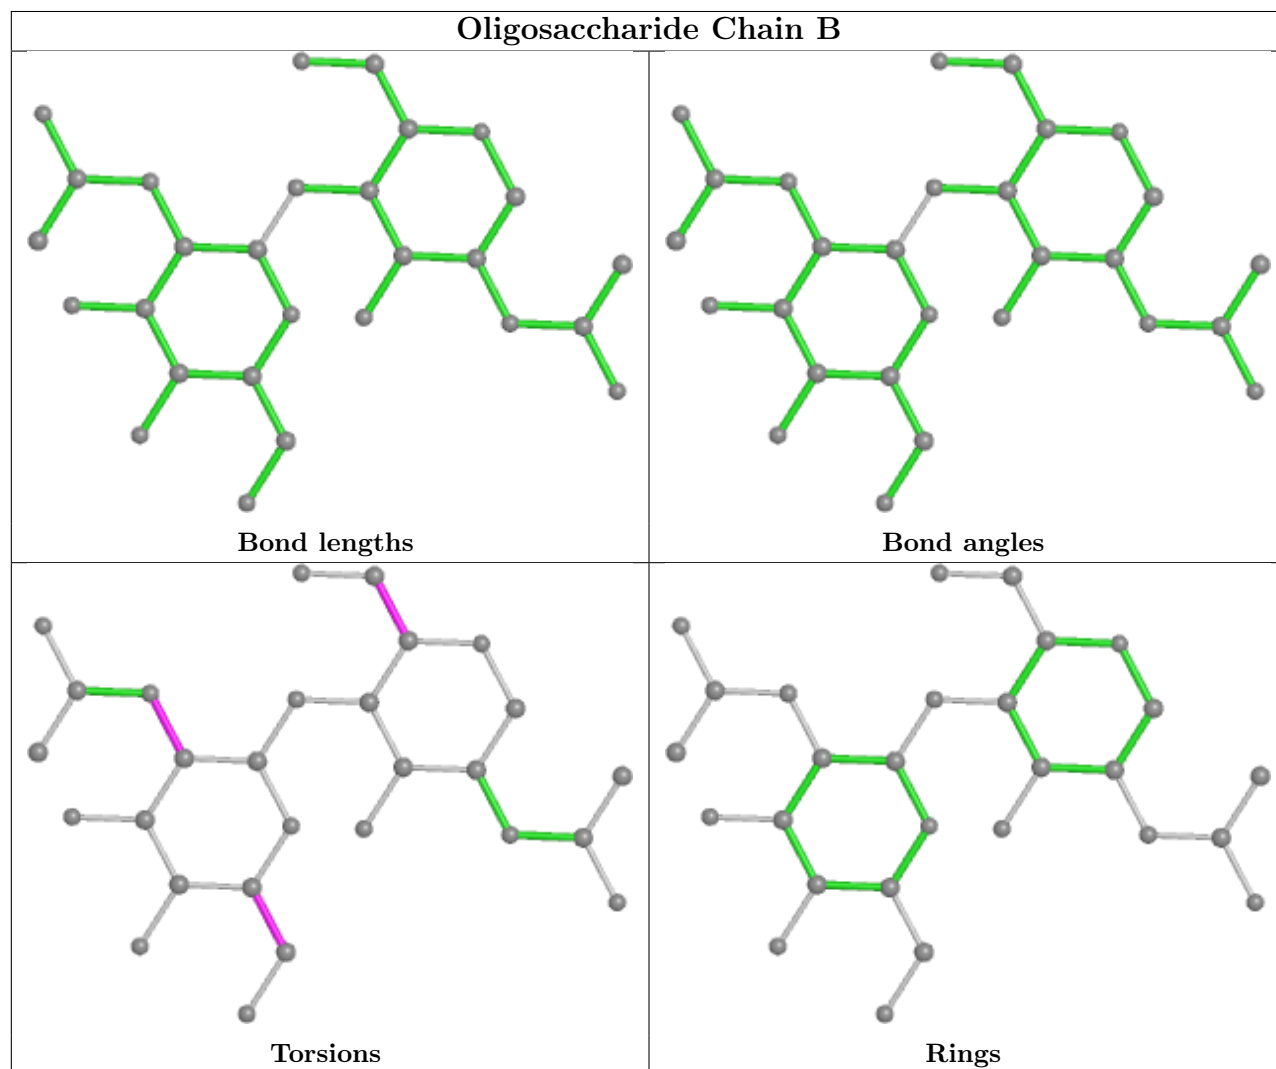 Oligosaccharide Chain B
Bond lengths
Bond angles
Torsions
Rings